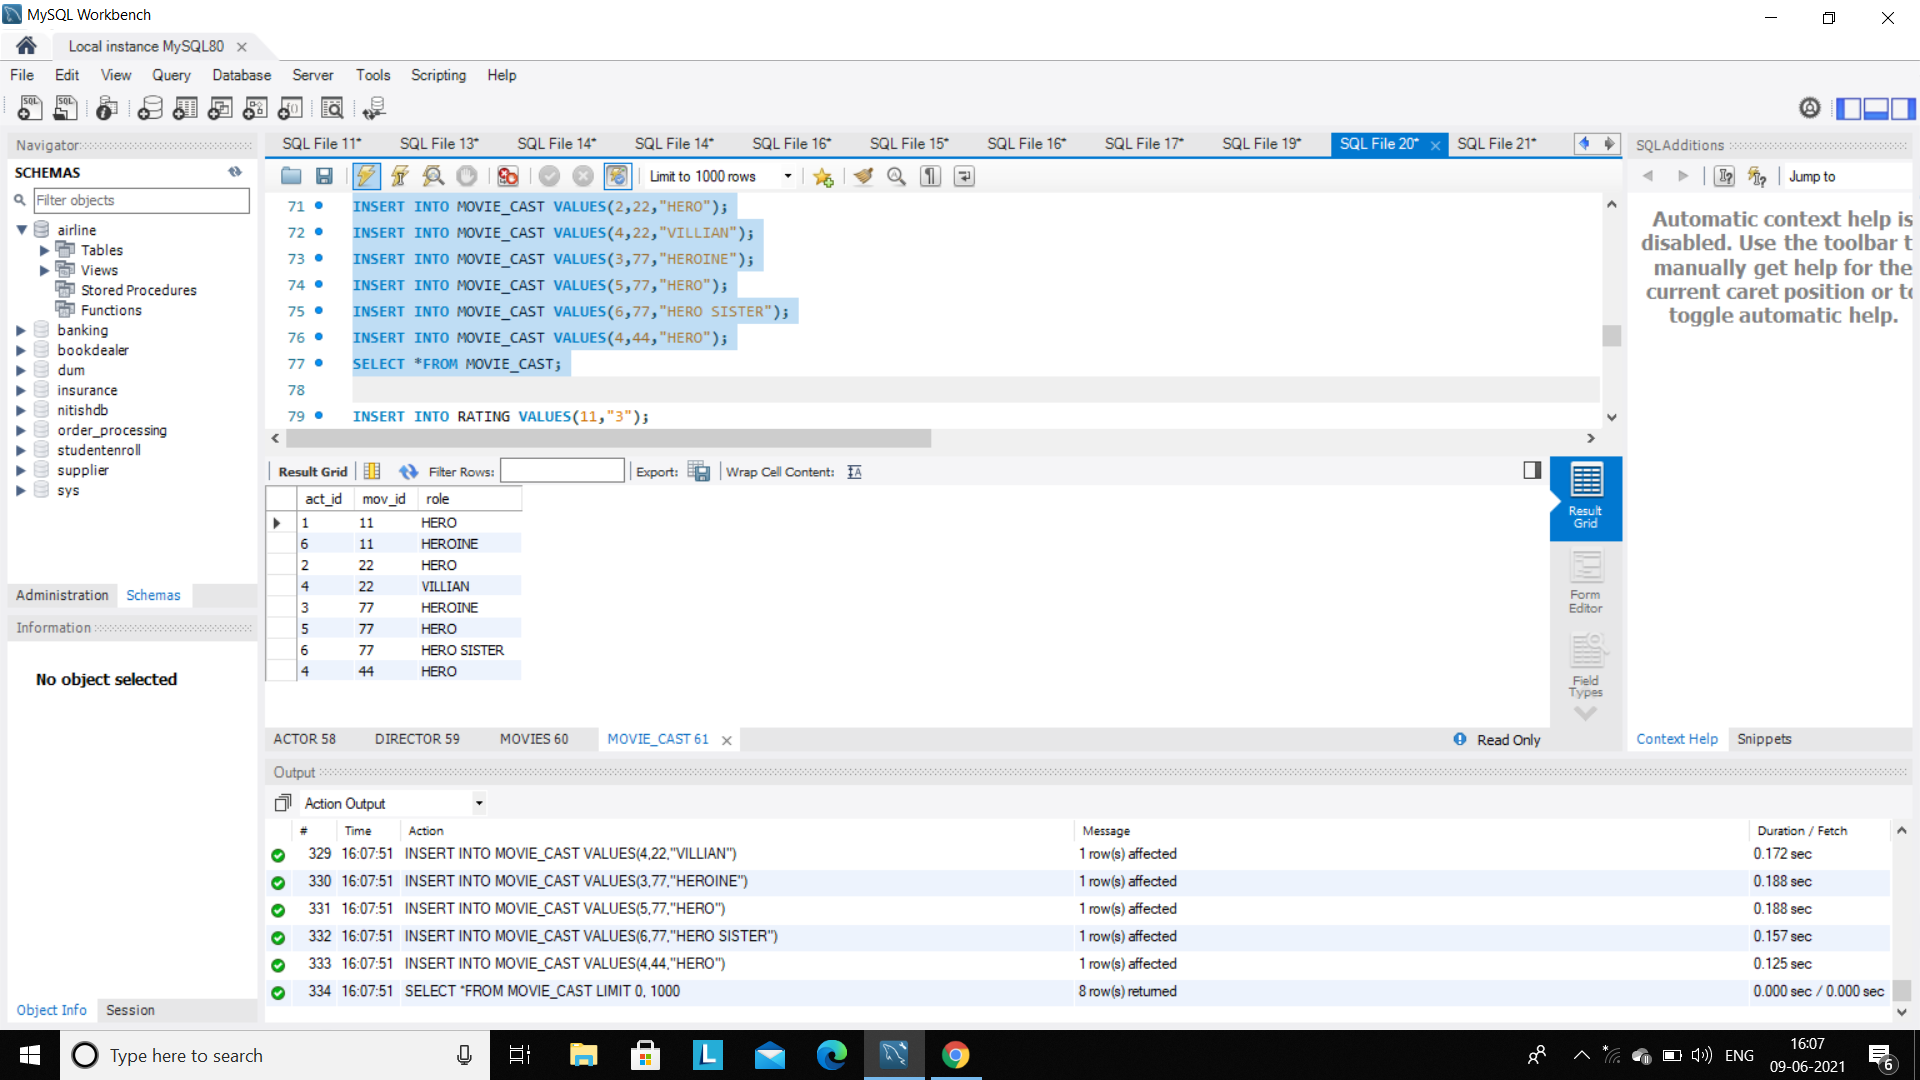 MySQL Workbench
Local instance MySQL80
File Edit View Query Database Server Tools Scripting Help
Navigator
SCHEMAS
Filter objects
airline
Tables
Views
Stored Procedures
Functions
banking
bookdealer
dum
insurance
nitishdb
order_processing
studentenroll
supplier
sys
Administration Schemas
Information
No object selected
Object Info Session
SQL File 11* SQL File 13* SQL File 14* SQL File 14* SQL File 16* SQL File 15* SQL File 16* SQL File 17* SQL File 19* SQL File 20* SQL File 21*
Limit to 1000 rows
71 INSERT INTO MOVIE_CAST VALUES(2,22,"HERO");
72 INSERT INTO MOVIE_CAST VALUES(4,22,"VILLIAN");
73 INSERT INTO MOVIE_CAST VALUES(3,77,"HEROINE");
74 INSERT INTO MOVIE_CAST VALUES(5,77,"HERO");
75 INSERT INTO MOVIE_CAST VALUES(6,77,"HERO SISTER");
76 INSERT INTO MOVIE_CAST VALUES(4,44,"HERO");
77 SELECT *FROM MOVIE_CAST;
78
79 INSERT INTO RATING VALUES(11,"3");
Result Grid Filter Rows: Export: Wrap Cell Content:
act_id mov_id role
1 11 HERO
6 11 HEROINE
2 22 HERO
4 22 VILLIAN
3 77 HEROINE
5 77 HERO
6 77 HERO SISTER
4 44 HERO
Result
Grid
Form
Editor
Field
Types
ACTOR 58 DIRECTOR 59 MOVIES 60 MOVIE_CAST 61 Read Only
SQLAdditions
Jump to
Automatic context help is
disabled. Use the toolbar t
manually get help for the
current caret position or to
toggle automatic help.
Context Help Snippets
Output
Action Output
# Time Action Message Duration / Fetch
329 16:07:51 INSERT INTO MOVIE_CAST VALUES(4,22,"VILLIAN") 1 row(s) affected 0.172 sec
330 16:07:51 INSERT INTO MOVIE_CAST VALUES(3,77,"HEROINE") 1 row(s) affected 0.188 sec
331 16:07:51 INSERT INTO MOVIE_CAST VALUES(5,77,"HERO") 1 row(s) affected 0.188 sec
332 16:07:51 INSERT INTO MOVIE_CAST VALUES(6,77,"HERO SISTER") 1 row(s) affected 0.157 sec
333 16:07:51 INSERT INTO MOVIE_CAST VALUES(4,44,"HERO") 1 row(s) affected 0.125 sec
334 16:07:51 SELECT *FROM MOVIE_CAST LIMIT 0, 1000 8 row(s) returned 0.000 sec / 0.000 sec
Type here to search
L
ENG
16:07
09-06-2021
6